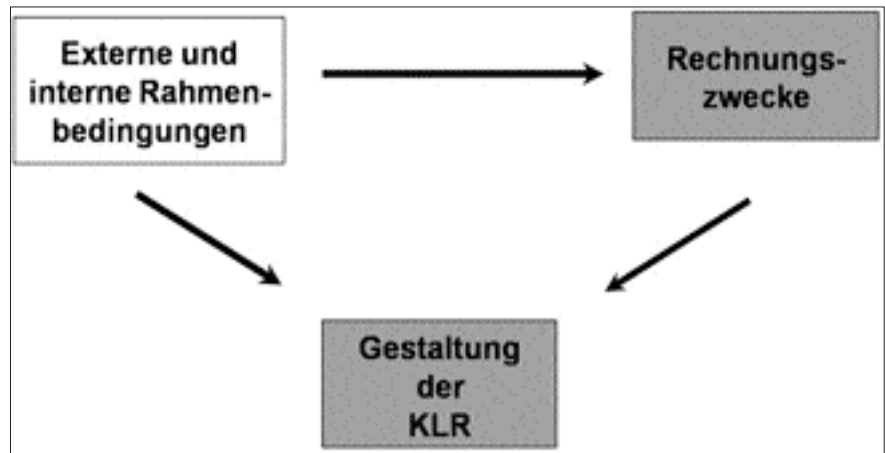 Externe und
interne Rahmen-
bedingungen
Rechnungs-
zwecke
Gestaltung
der
KLR